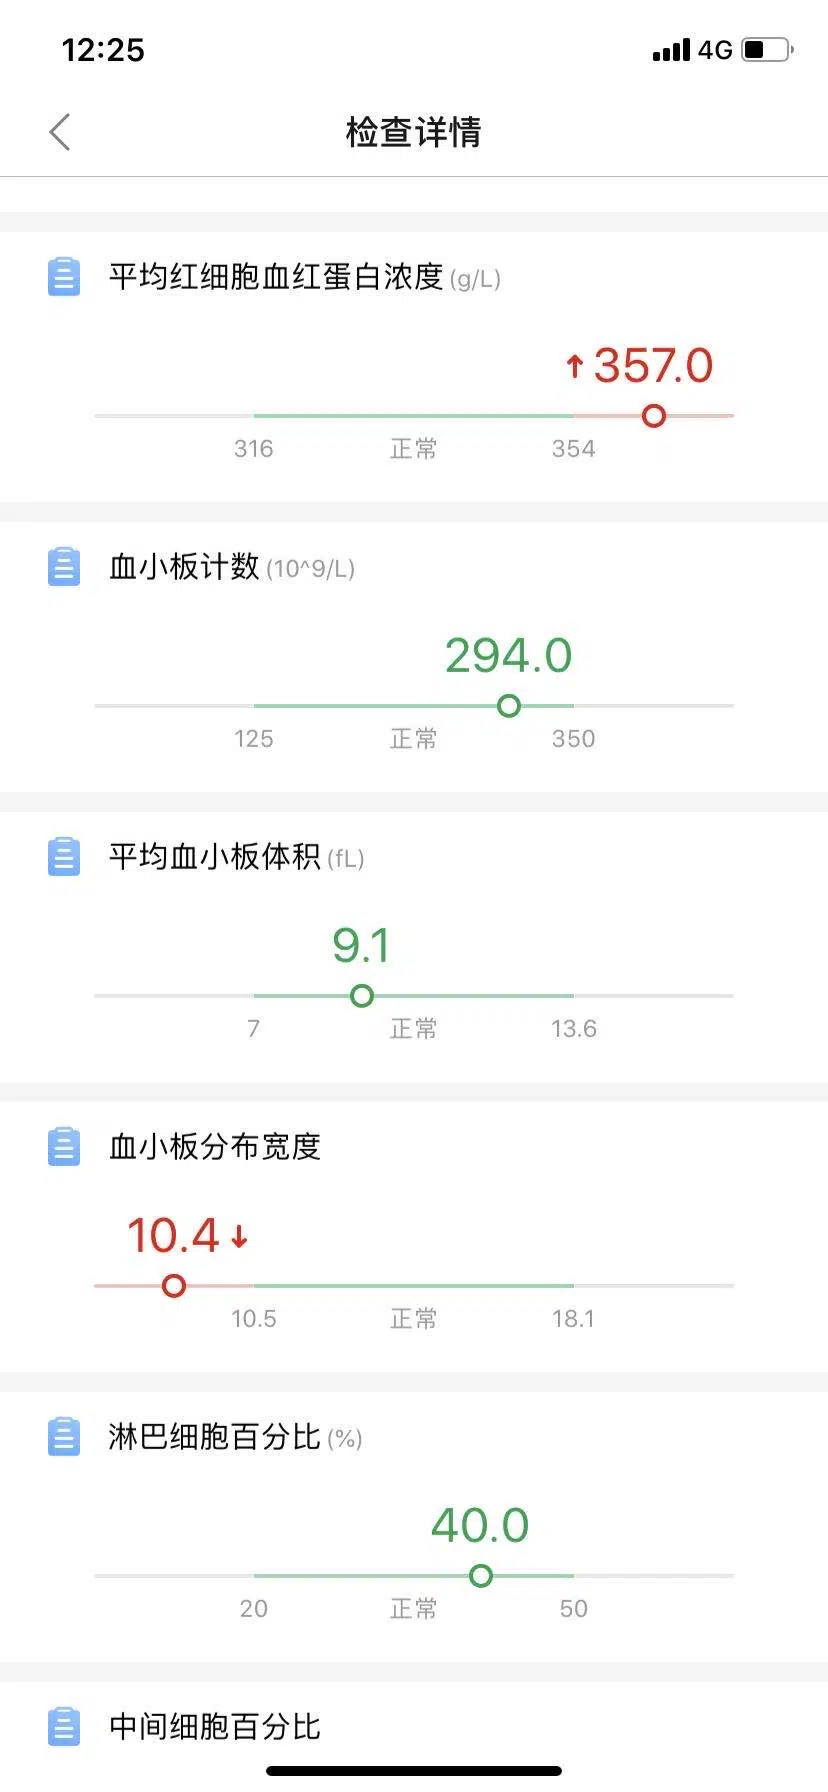 12:25 4G
检查详情
平均红细胞血红蛋白浓度 (g/L)
↑357.0
316 正常 354
血小板计数 (10^9/L)
294.0
125 正常 350
平均血小板体积 (fL)
9.1
7 正常 13.6
血小板分布宽度
10.4↓
10.5 正常 18.1
淋巴细胞百分比 (%)
40.0
20 正常 50
中间细胞百分比